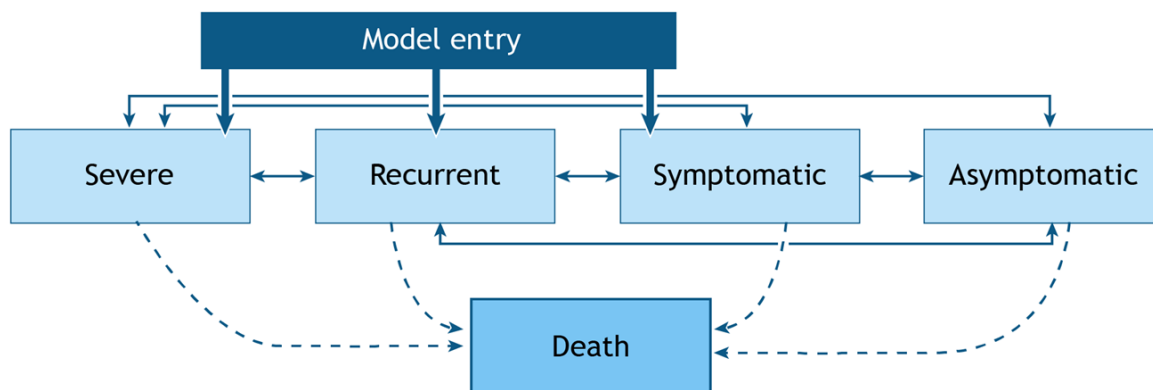 Model entry
Severe
Recurrent
Symptomatic
Asymptomatic
Death